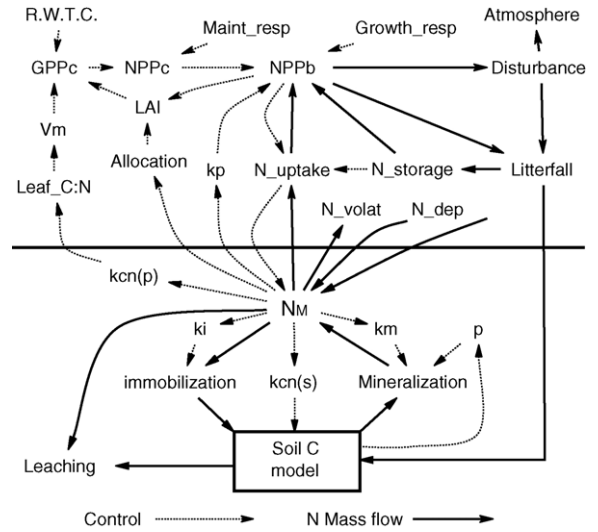 R.W.T.C.
Maint_resp
Growth_resp
Atmosphere
GPPc
NPPc
NPPb
Disturbance
LAI
Vm
Allocation
kp
N_uptake
N_storage
Litterfall
Leaf_C:N
N_volat
N_dep
kcn(p)
NM
ki
km
p
immobilization
kcn(s)
Mineralization
Soil C
model
Leaching
Control
N Mass flow